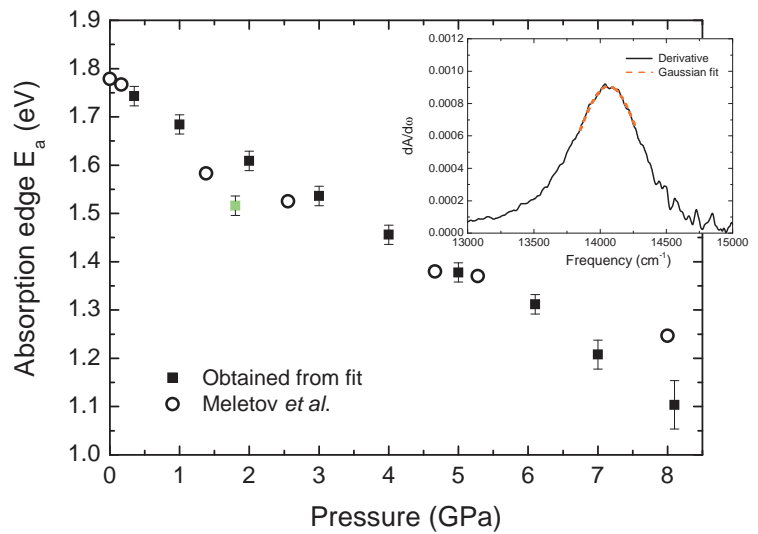 1.9
1.8
1.7
1.6
1.5
1.4
1.3
1.2
1.1
1.0
Absorption edge E_a (eV)
0 1 2 3 4 5 6 7 8
Pressure (GPa)
Obtained from fit
Meletov et al.
0.0012
0.0010
0.0008
0.0006
0.0004
0.0002
0.0000
dA/dω
13000 13500 14000 14500 15000
Frequency (cm⁻¹)
Derivative
Gaussian fit